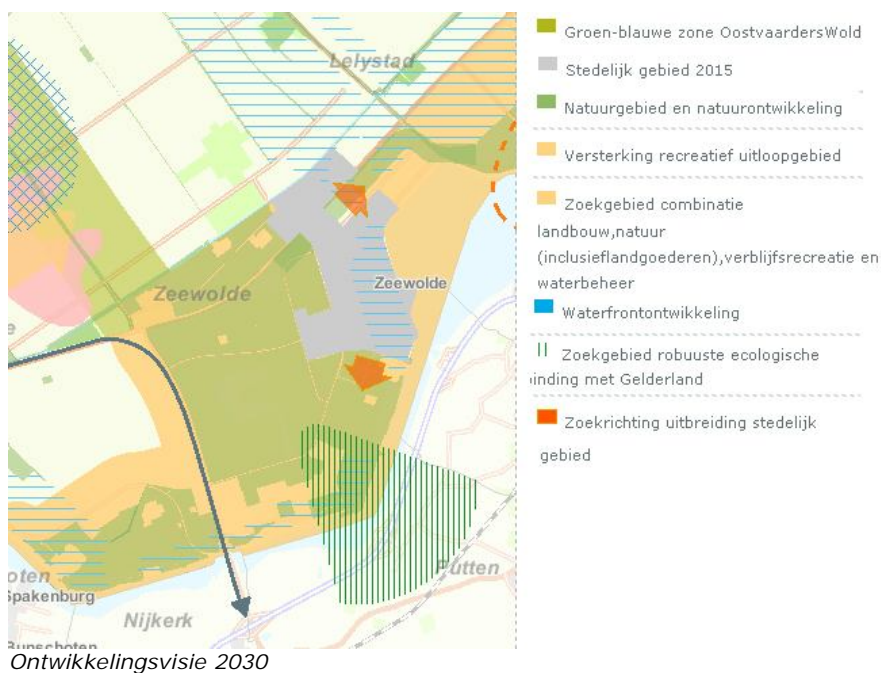 Lelystad
Zeewolde
Zeewolde
Putten
oten
Spakenburg
Nijkerk
Bunschoten
e
Groen-blauwe zone OostvaardersWold
Stedelijk gebied 2015
Natuurgebied en natuurontwikkeling
Versterking recreatief uitloopgebied
Zoekgebied combinatie
landbouw,natuur
(inclusieflandgoederen),verblijfsrecreatie en
waterbeheer
Waterfrontontwikkeling
Zoekgebied robuuste ecologische
inding met Gelderland
Zoekrichting uitbreiding stedelijk
gebied
Ontwikkelingsvisie 2030